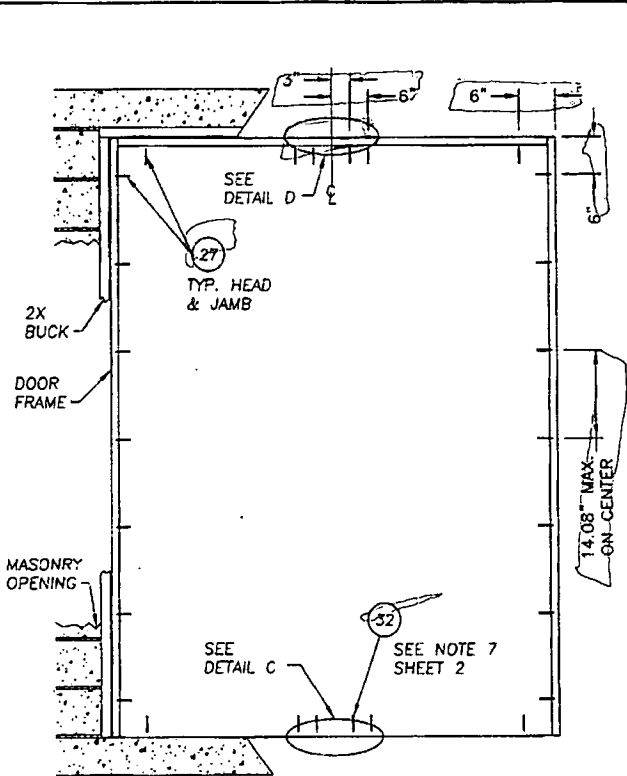 3"
6"
6"
6"
SEE
DETAIL D
27
TYP. HEAD
& JAMB
2X
BUCK
DOOR
FRAME
14.08" MAX.
ON CENTER
MASONRY
OPENING
32
SEE
DETAIL C
SEE NOTE 7
SHEET 2